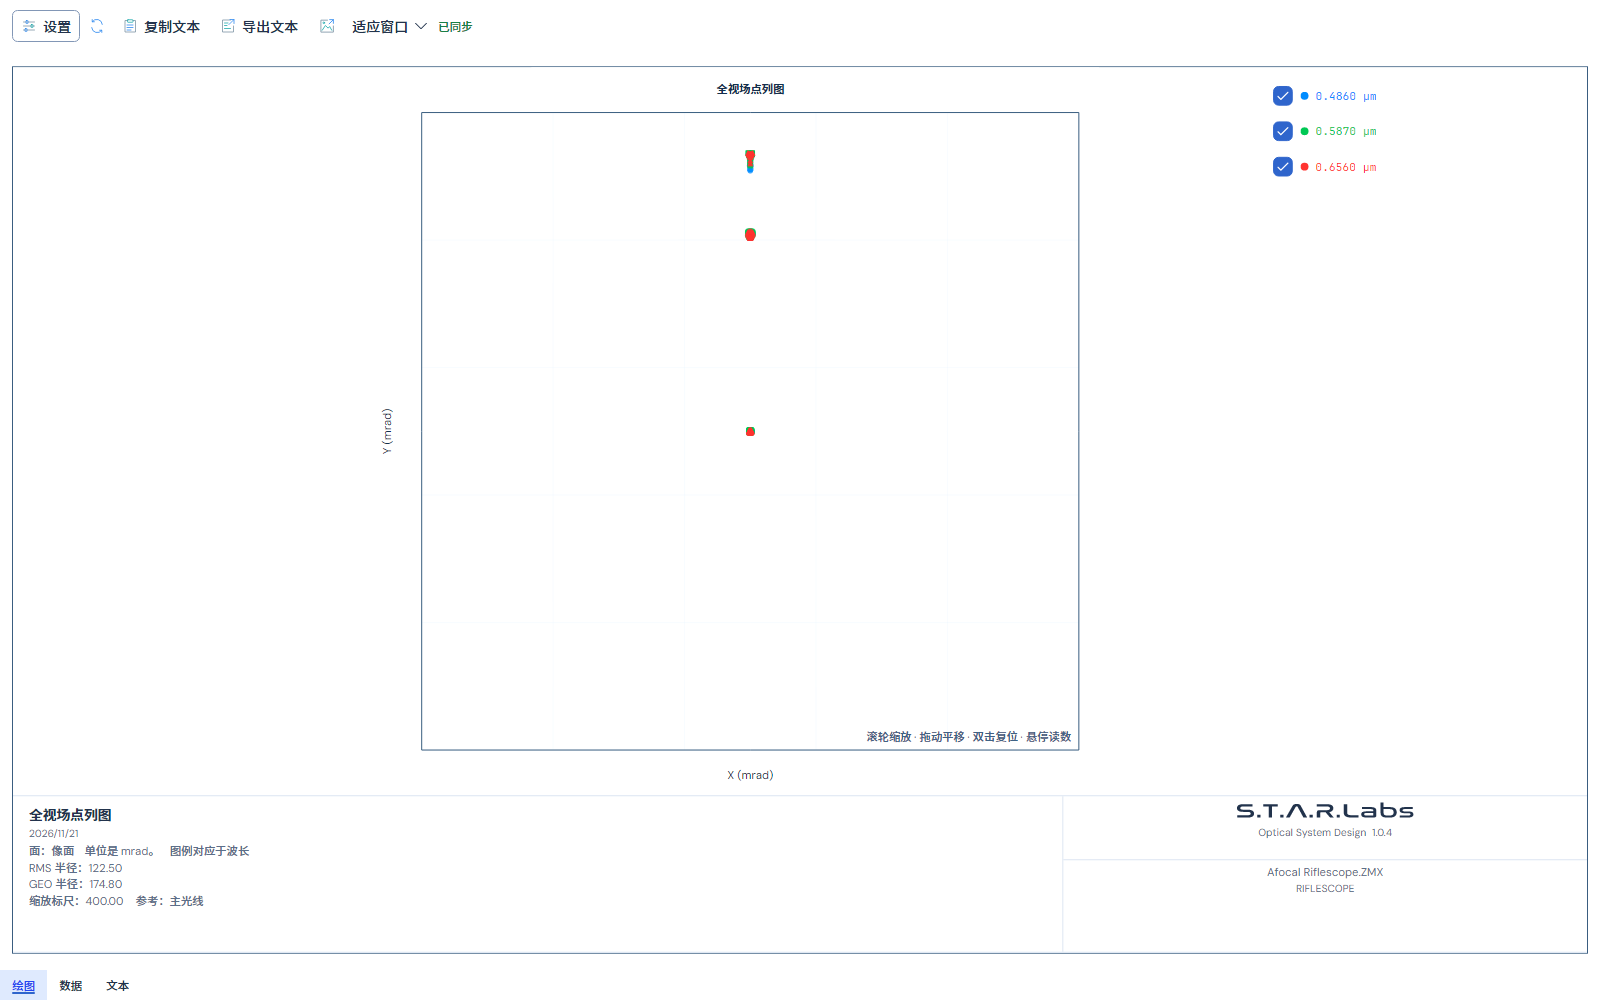 设置 复制文本 导出文本 适应窗口 已同步
全视场点列图
0.4860 μm
0.5870 μm
0.6560 μm
Y (mrad)
滚轮缩放 · 拖动平移 · 双击复位 · 悬停读数
X (mrad)
全视场点列图
2026/11/21
面：像面 单位是 mrad。 图例对应于波长
RMS 半径：122.50
GEO 半径：174.80
缩放标尺：400.00 参考：主光线
S.T.A.R.Labs
Optical System Design 1.0.4
Afocal Riflescope.ZMX
RIFLESCOPE
绘图 数据 文本